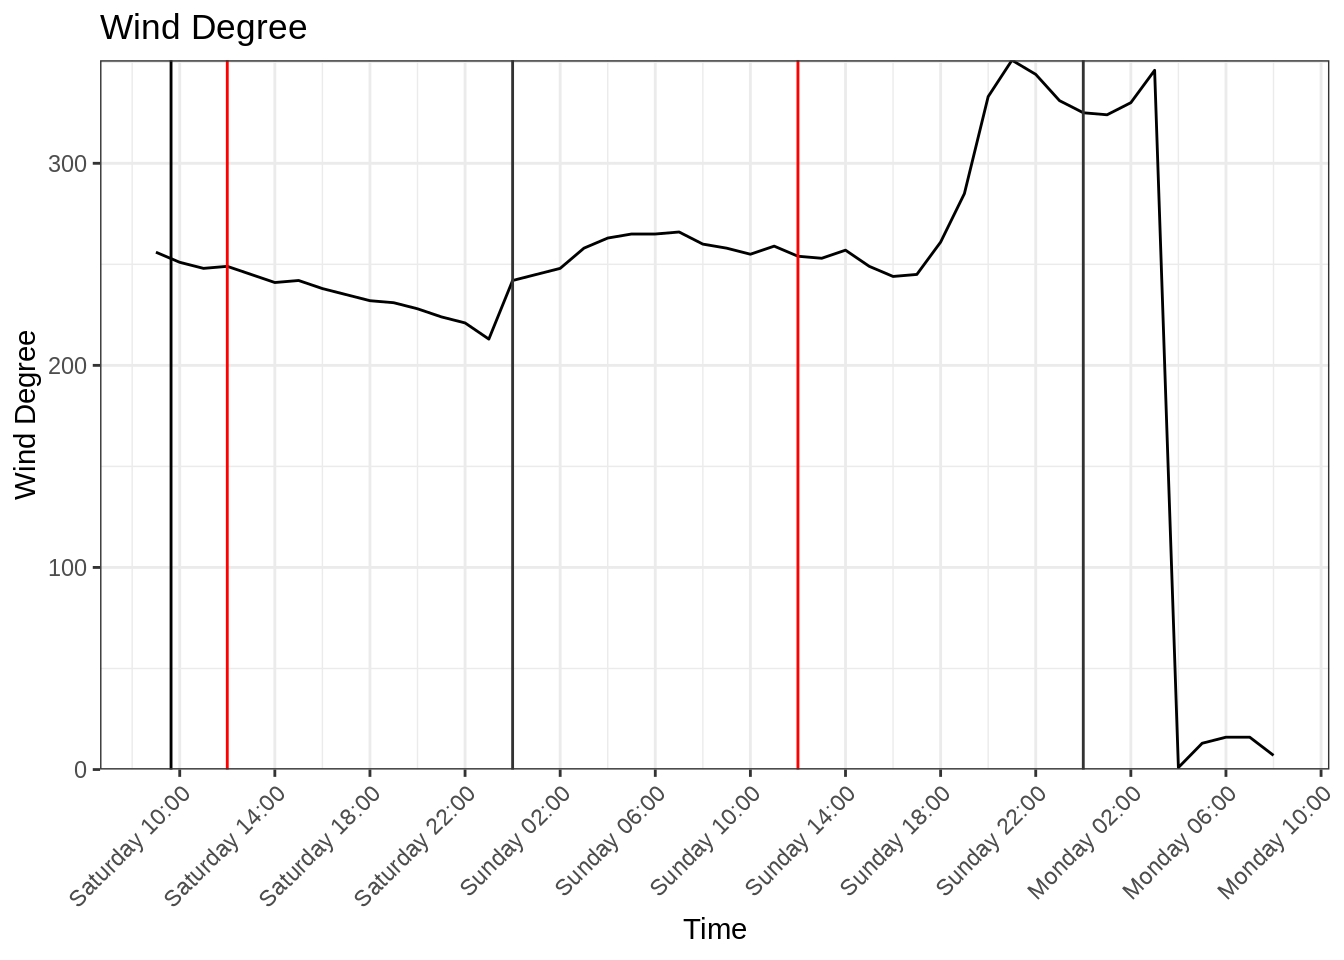 Wind Degree
Wind Degree
300
200
100
0
Saturday 10:00
Saturday 14:00
Saturday 18:00
Saturday 22:00
Sunday 02:00
Sunday 06:00
Sunday 10:00
Sunday 14:00
Sunday 18:00
Sunday 22:00
Monday 02:00
Monday 06:00
Monday 10:00
Time